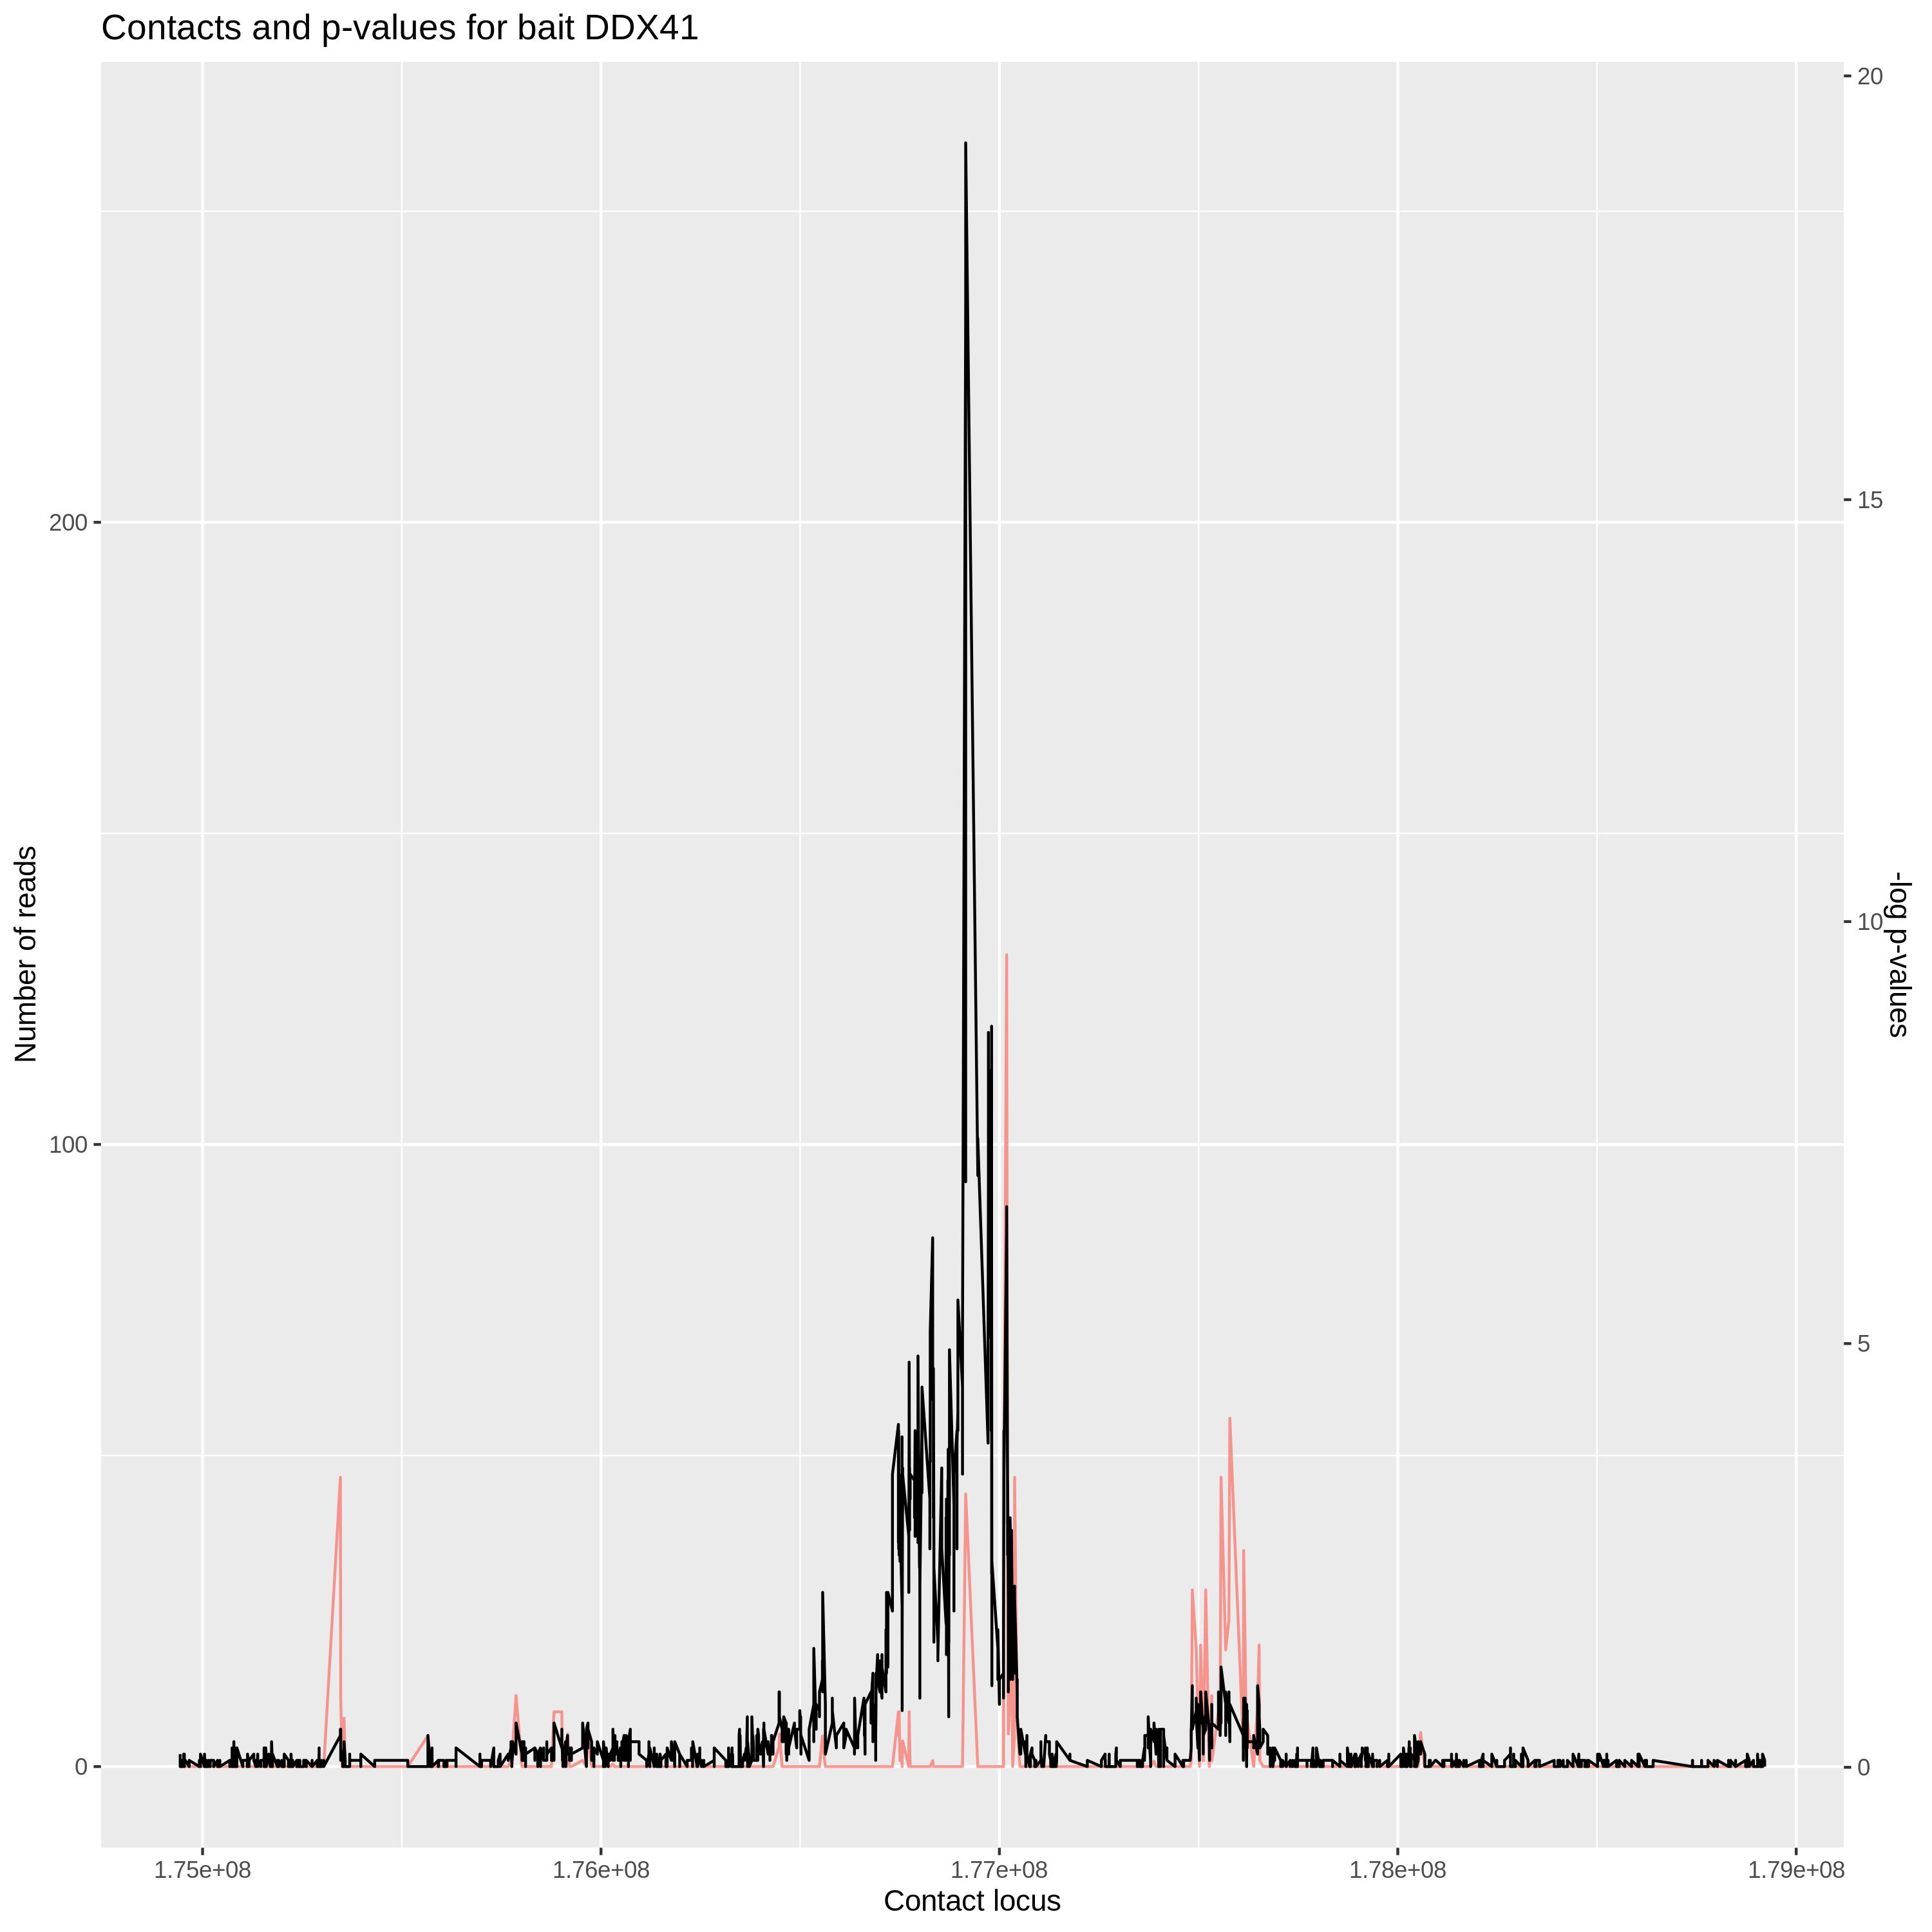 Contacts and p-values for bait DDX41
20
200
15
10
100
5
0
0
Number of reads
-log p-values
1.75e+08 1.76e+08 1.77e+08 1.78e+08 1.79e+08
Contact locus